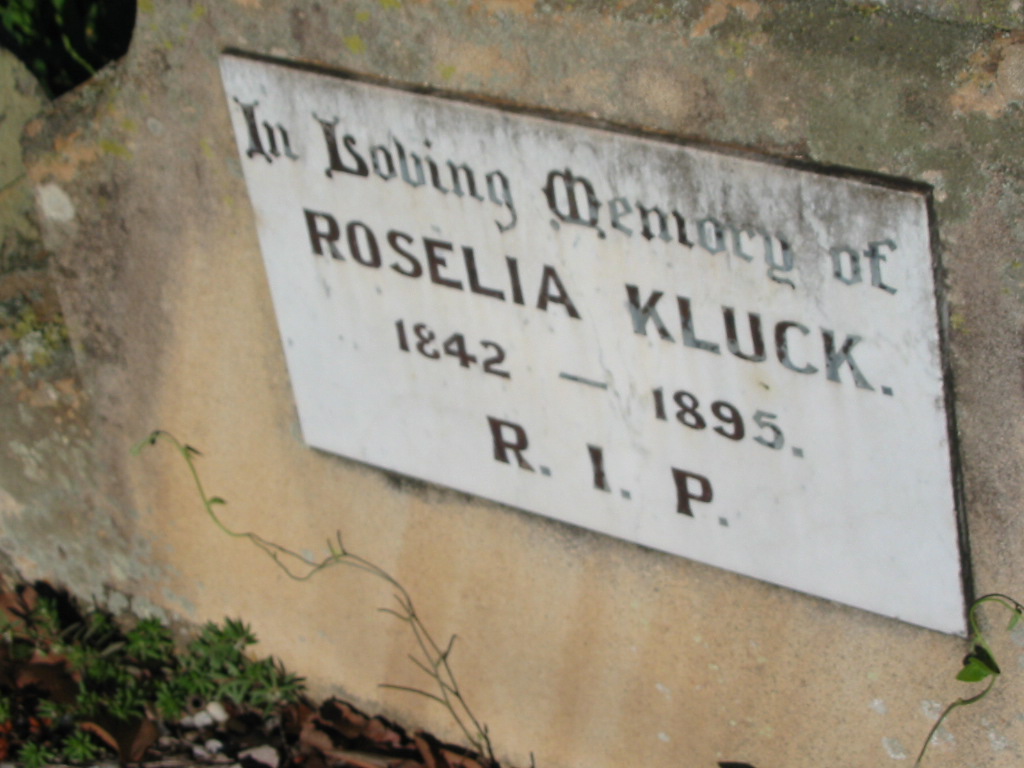 In Loving Memory of
ROSELIA KLUCK.
1842 — 1895.
R. I. P.